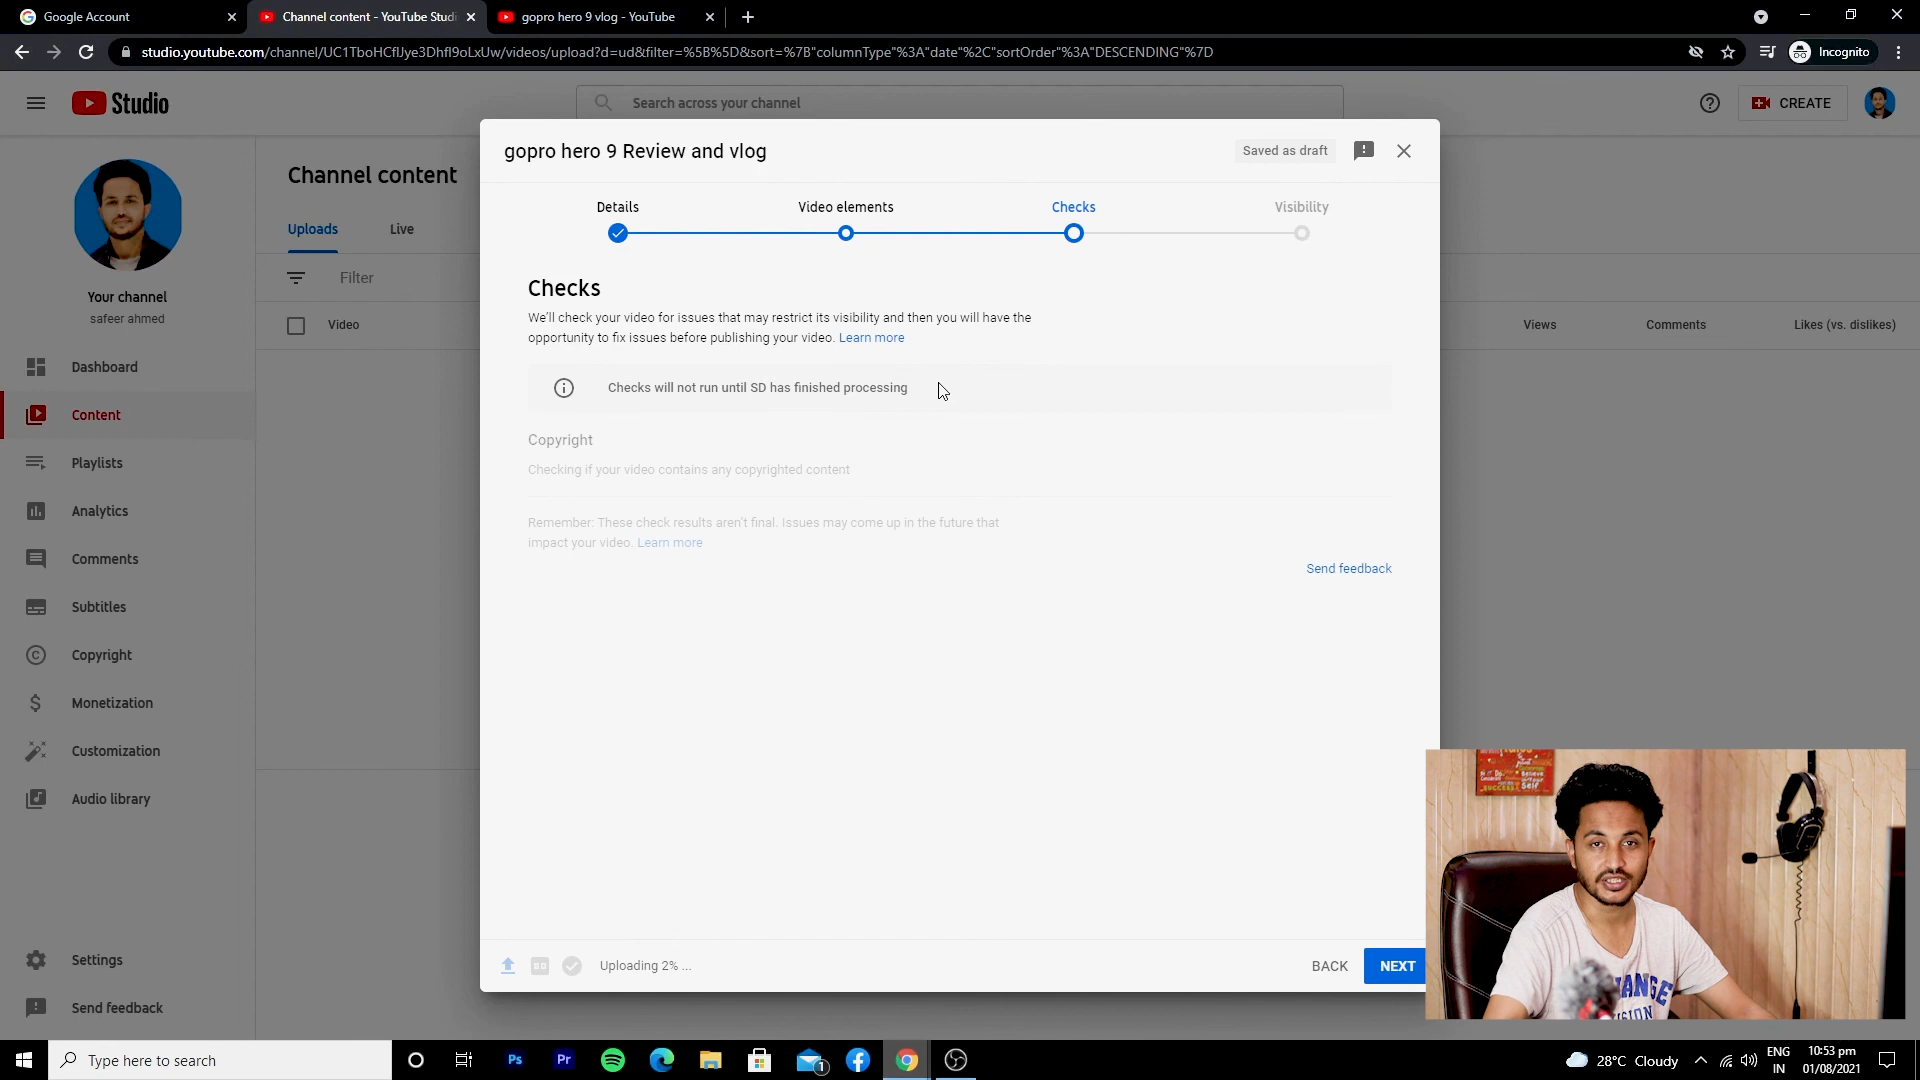 Google Account
Channel content - YouTube Studi
gopro hero 9 vlog - YouTube
studio.youtube.com/channel/UC1TboHCflJye3Dhfl9oLxUw/videos/upload?d=ud&filter=%5B%5D&sort=%7B"columnType"%3A"date"%2C"sortOrder"%3A"DESCENDING"%7D
Incognito
Studio
Search across your channel
CREATE
Your channel
safeer ahmed
Dashboard
Content
Playlists
Analytics
Comments
Subtitles
Copyright
Monetization
Customization
Audio library
Settings
Send feedback
Channel content
Uploads
Live
Filter
Video
Views
Comments
Likes (vs. dislikes)
gopro hero 9 Review and vlog
Saved as draft
Details
Video elements
Checks
Visibility
Checks
We'll check your video for issues that may restrict its visibility and then you will have the
opportunity to fix issues before publishing your video. Learn more
Checks will not run until SD has finished processing
Copyright
Checking if your video contains any copyrighted content
Remember: These check results aren't final. Issues may come up in the future that
impact your video. Learn more
Send feedback
Uploading 2% ...
BACK
NEXT
Type here to search
Ps
Pr
1
28°C Cloudy
ENG
IN
10:53 pm
01/08/2021